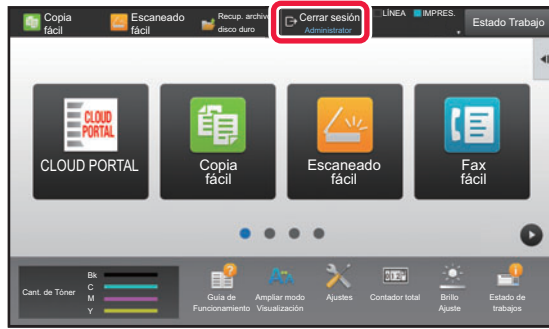 Copia
fácil
Escaneado
fácil
Recup. archiv
disco duro
Cerrar sesión
Administrator
LÍNEA
IMPRES.
Estado Trabajo
CLOUD
PORTAL
CLOUD PORTAL
Copia
fácil
Escaneado
fácil
Fax
fácil
Cant. de Tóner
Bk
C
M
Y
Guía de
Funcionamiento
Ampliar modo
Visualización
Ajustes
Contador total
Brillo
Ajuste
Estado de
trabajos